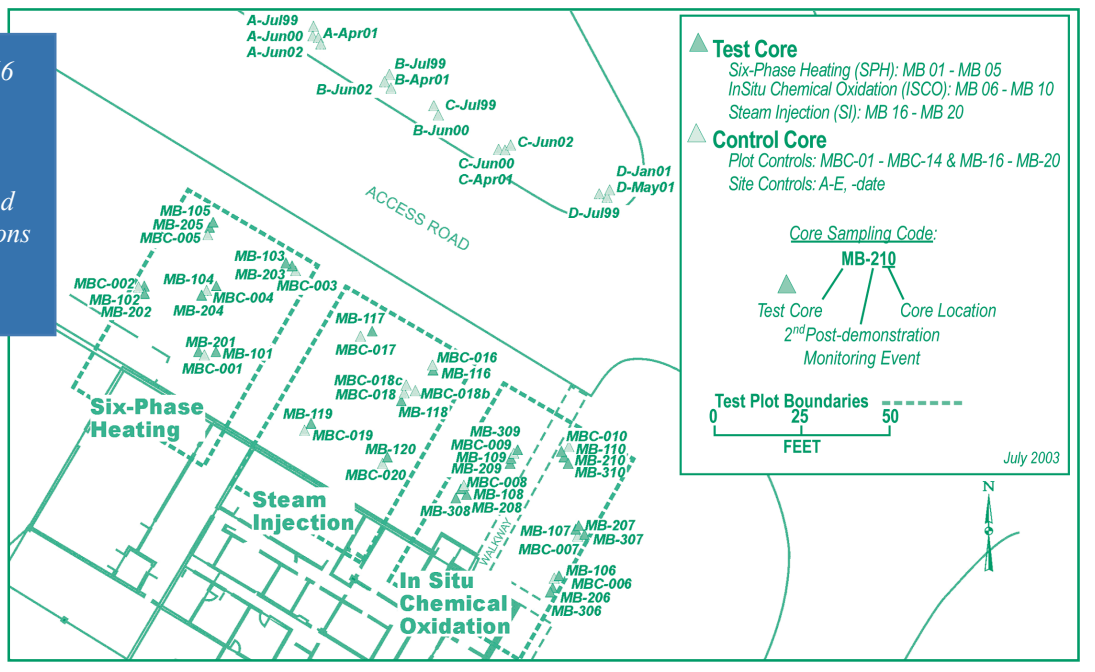 6
d
ons
A-Jul99
A-Jun00
A-Apr01
A-Jun02
B-Jul99
B-Apr01
B-Jun02
C-Jul99
B-Jun00
C-Jun02
C-Jun00
C-Apr01
D-Jan01
D-May01
D-Jul99
ACCESS ROAD
MB-105
MB-205
MBC-005
MB-103
MB-203
MBC-003
MBC-002
MB-102
MB-202
MB-104
MBC-004
MB-204
MB-201
MB-101
MBC-001
Six-Phase
Heating
MB-117
MBC-017
MBC-016
MB-116
MBC-018c
MBC-018
MBC-018b
MB-118
MB-119
MBC-019
MB-120
MBC-020
Steam
Injection
MB-309
MBC-009
MB-109
MB-209
MBC-008
MB-108
MB-308
MB-208
MBC-010
MB-110
MB-210
MB-310
WALKWAY
MB-107
MB-207
MB-307
MBC-007
MB-106
MBC-006
MB-206
MB-306
In Situ
Chemical
Oxidation
Test Core
Six-Phase Heating (SPH): MB 01 - MB 05
InSitu Chemical Oxidation (ISCO): MB 06 - MB 10
Steam Injection (SI): MB 16 - MB 20
Control Core
Plot Controls: MBC-01 - MBC-14 & MB-16 - MB-20
Site Controls: A-E, -date
Core Sampling Code:
MB-210
Test Core
Core Location
2nd Post-demonstration
Monitoring Event
Test Plot Boundaries
0 25 50
FEET
July 2003
N